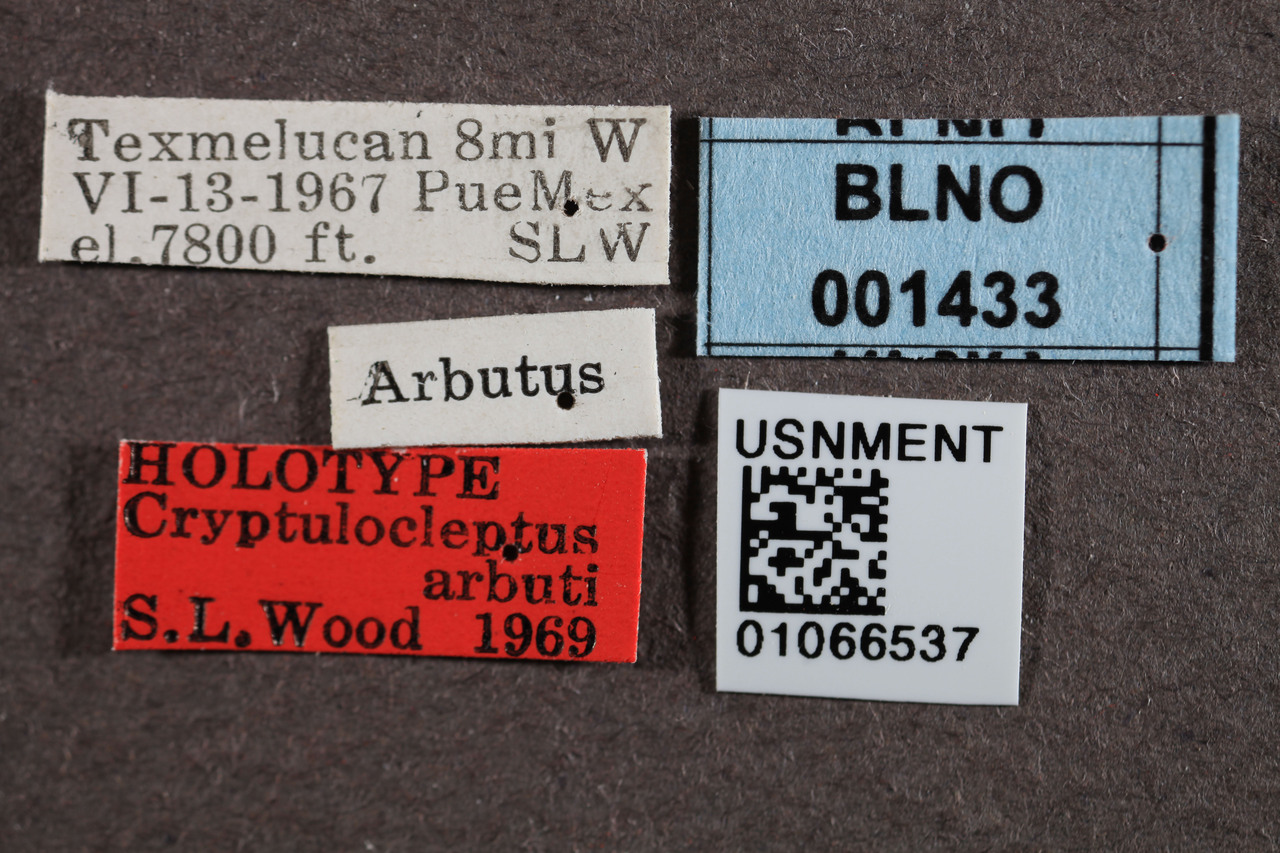 Texmelucan 8mi W
VI-13-1967 PueMex
el.7800 ft. SLW
Arbutus
HOLOTYPE
Cryptulocleptus
arbuti
S.L.Wood 1969
BLNO
001433
USNMENT
01066537